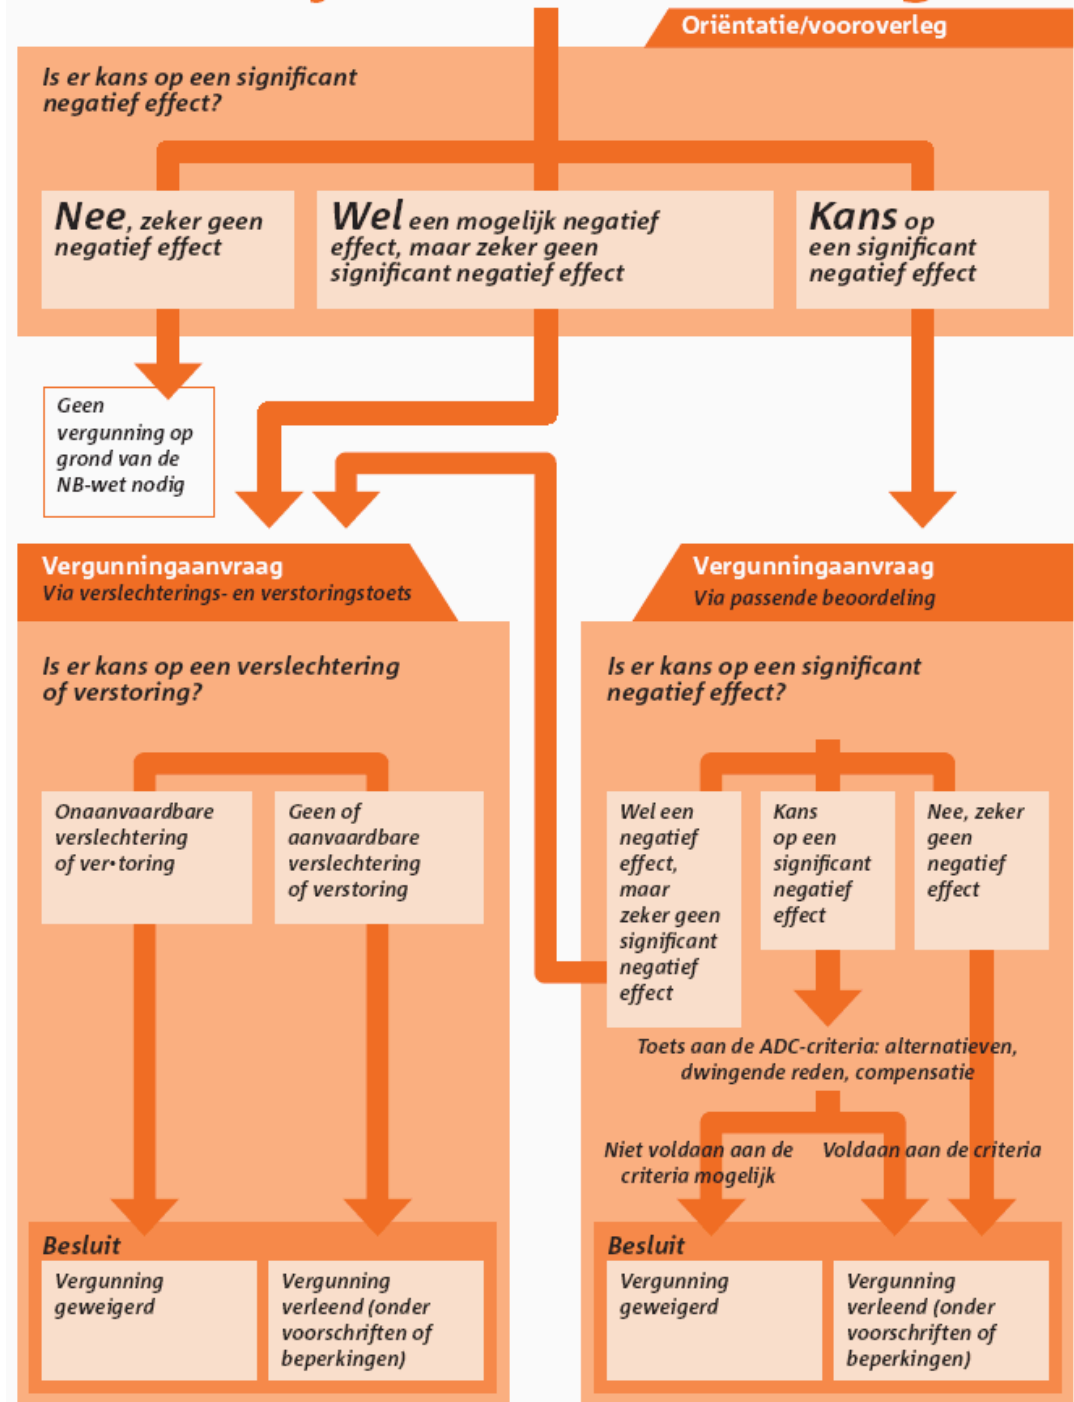 Oriëntatie/vooroverleg
Is er kans op een significant
negatief effect?
Nee, zeker geen
negatief effect
Wel een mogelijk negatief
effect, maar zeker geen
significant negatief effect
Kans op
een significant
negatief effect
Geen
vergunning op
grond van de
NB-wet nodig
Vergunningaanvraag
Via verslechterings- en verstoringstoets
Is er kans op een verslechtering
of verstoring?
Onaanvaardbare
verslechtering
of ver•toring
Geen of
aanvaardbare
verslechtering
of verstoring
Besluit
Vergunning
geweigerd
Vergunning
verleend (onder
voorschriften of
beperkingen)
Vergunningaanvraag
Via passende beoordeling
Is er kans op een significant
negatief effect?
Wel een
negatief
effect,
maar
zeker geen
significant
negatief
effect
Kans
op een
significant
negatief
effect
Nee, zeker
geen
negatief
effect
Toets aan de ADC-criteria: alternatieven,
dwingende reden, compensatie
Niet voldaan aan de
criteria mogelijk
Voldaan aan de criteria
Besluit
Vergunning
geweigerd
Vergunning
verleend (onder
voorschriften of
beperkingen)